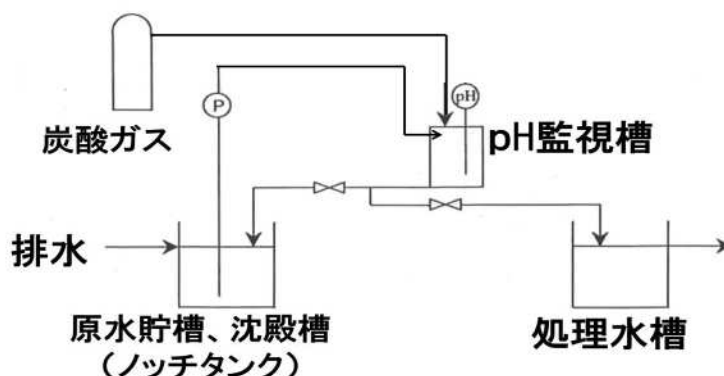 炭酸ガス
P
pH
pH監視槽
排水
原水貯槽、沈殿槽
（ノッチタンク）
処理水槽